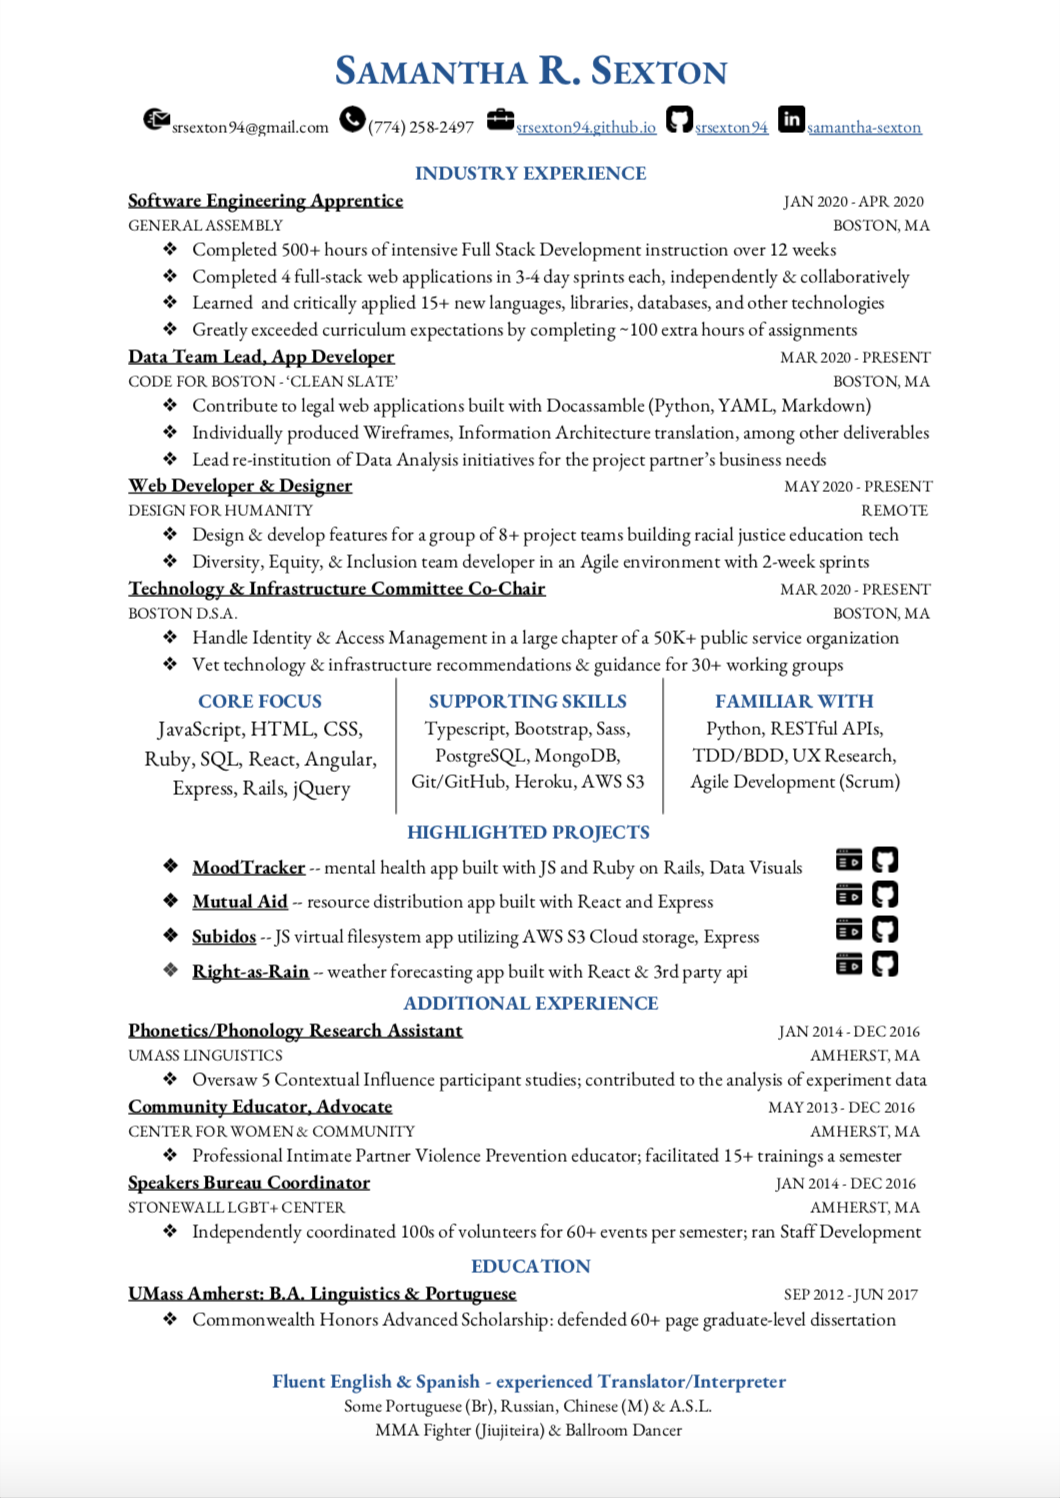 SAMANTHA R. SEXTON
srsexton94@gmail.com (774) 258-2497 srsexton94.github.io srsexton94 samantha-sexton
INDUSTRY EXPERIENCE
Software Engineering Apprentice JAN 2020 - APR 2020
GENERAL ASSEMBLY BOSTON, MA
❖ Completed 500+ hours of intensive Full Stack Development instruction over 12 weeks
❖ Completed 4 full-stack web applications in 3-4 day sprints each, independently & collaboratively
❖ Learned and critically applied 15+ new languages, libraries, databases, and other technologies
❖ Greatly exceeded curriculum expectations by completing ~100 extra hours of assignments
Data Team Lead, App Developer MAR 2020 - PRESENT
CODE FOR BOSTON - ‘CLEAN SLATE’ BOSTON, MA
❖ Contribute to legal web applications built with Docassamble (Python, YAML, Markdown)
❖ Individually produced Wireframes, Information Architecture translation, among other deliverables
❖ Lead re-institution of Data Analysis initiatives for the project partner’s business needs
Web Developer & Designer MAY 2020 - PRESENT
DESIGN FOR HUMANITY REMOTE
❖ Design & develop features for a group of 8+ project teams building racial justice education tech
❖ Diversity, Equity, & Inclusion team developer in an Agile environment with 2-week sprints
Technology & Infrastructure Committee Co-Chair MAR 2020 - PRESENT
BOSTON D.S.A. BOSTON, MA
❖ Handle Identity & Access Management in a large chapter of a 50K+ public service organization
❖ Vet technology & infrastructure recommendations & guidance for 30+ working groups
CORE FOCUS
JavaScript, HTML, CSS,
Ruby, SQL, React, Angular,
Express, Rails, jQuery
SUPPORTING SKILLS
Typescript, Bootstrap, Sass,
PostgreSQL, MongoDB,
Git/GitHub, Heroku, AWS S3
FAMILIAR WITH
Python, RESTful APIs,
TDD/BDD, UX Research,
Agile Development (Scrum)
HIGHLIGHTED PROJECTS
❖ MoodTracker -- mental health app built with JS and Ruby on Rails, Data Visuals
❖ Mutual Aid -- resource distribution app built with React and Express
❖ Subidos -- JS virtual filesystem app utilizing AWS S3 Cloud storage, Express
❖ Right-as-Rain -- weather forecasting app built with React & 3rd party api
ADDITIONAL EXPERIENCE
Phonetics/Phonology Research Assistant JAN 2014 - DEC 2016
UMASS LINGUISTICS AMHERST, MA
❖ Oversaw 5 Contextual Influence participant studies; contributed to the analysis of experiment data
Community Educator, Advocate MAY 2013 - DEC 2016
CENTER FOR WOMEN & COMMUNITY AMHERST, MA
❖ Professional Intimate Partner Violence Prevention educator; facilitated 15+ trainings a semester
Speakers Bureau Coordinator JAN 2014 - DEC 2016
STONEWALL LGBT+ CENTER AMHERST, MA
❖ Independently coordinated 100s of volunteers for 60+ events per semester; ran Staff Development
EDUCATION
UMass Amherst: B.A. Linguistics & Portuguese SEP 2012 - JUN 2017
❖ Commonwealth Honors Advanced Scholarship: defended 60+ page graduate-level dissertation
Fluent English & Spanish - experienced Translator/Interpreter
Some Portuguese (Br), Russian, Chinese (M) & A.S.L.
MMA Fighter (Jiujiteira) & Ballroom Dancer